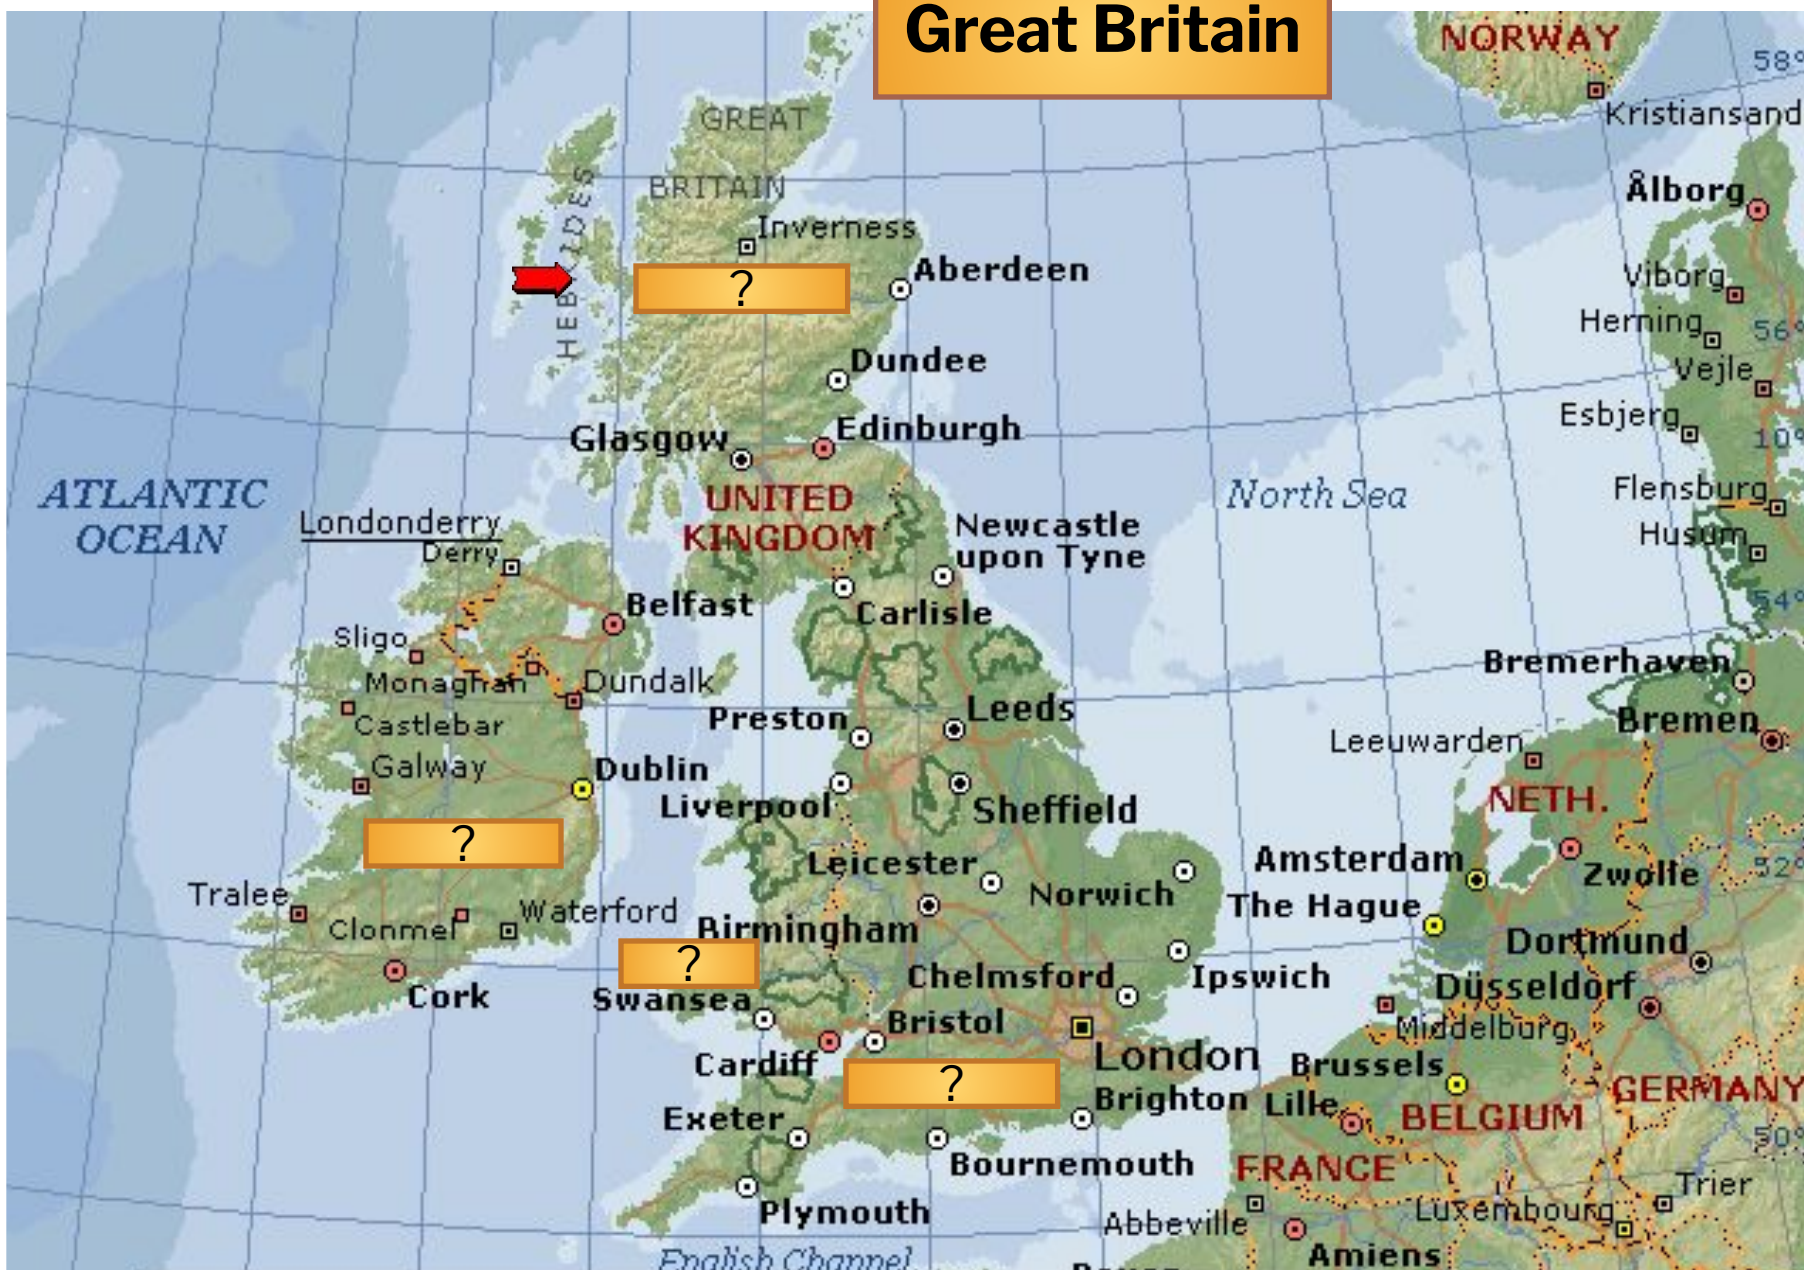 Great Britain
NORWAY
58°
Kristiansand
GREAT
BRITAIN
HEBRIDES
Ålborg
Inverness
Aberdeen
?
Viborg
Herning
56°
Vejle
Dundee
Esbjerg
10°
Glasgow
Edinburgh
ATLANTIC
OCEAN
UNITED
KINGDOM
North Sea
Flensburg
Husum
Londonderry
Derry
Newcastle
upon Tyne
Belfast
Carlisle
54°
Sligo
Monaghan
Dundalk
Bremerhaven
Castlebar
Preston
Leeds
Bremen
Leeuwarden
Galway
Dublin
Liverpool
Sheffield
NETH.
?
Leicester
Norwich
Amsterdam
Zwolle
52°
Tralee
Clonmel
Waterford
Birmingham
The Hague
Dortmund
?
Cork
Swansea
Chelmsford
Ipswich
Düsseldorf
Bristol
Middelburg
Cardiff
London
Brussels
?
Brighton
Lille
BELGIUM
GERMANY
Exeter
50°
Bournemouth
FRANCE
Trier
Plymouth
Abbeville
Luxembourg
English Channel
Amiens